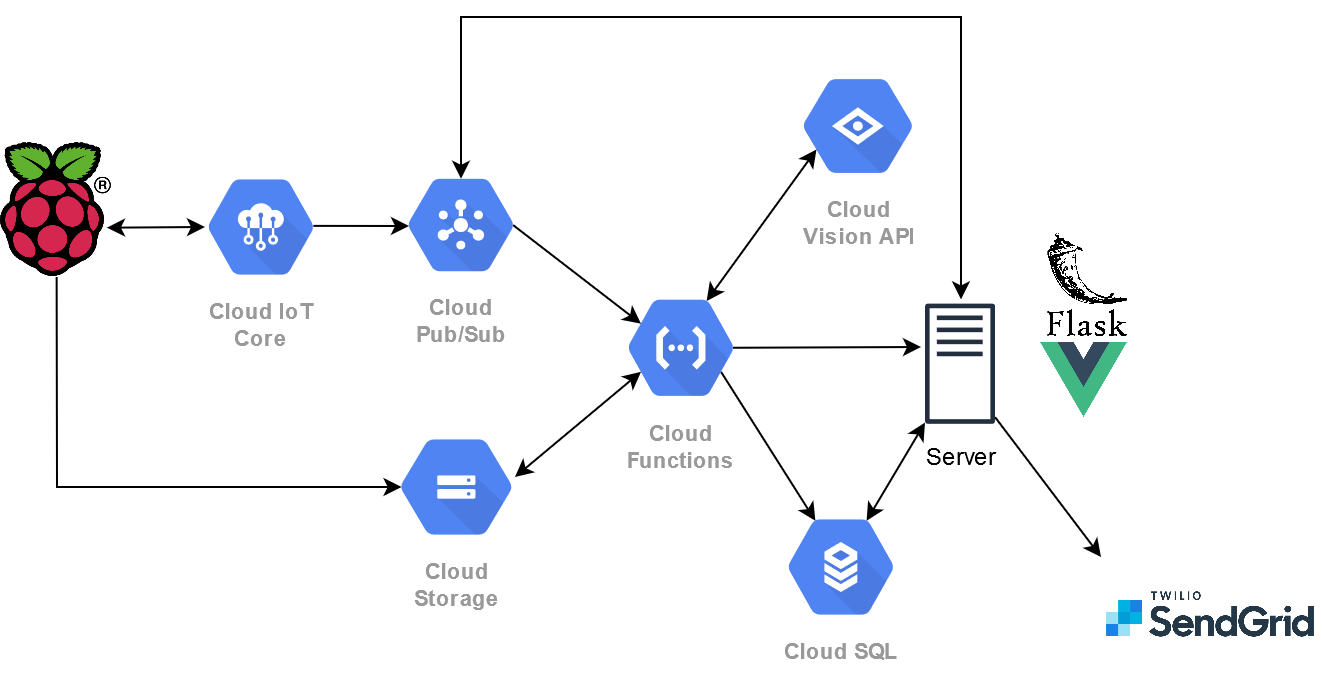 ®
Cloud IoT
Core
Cloud
Pub/Sub
Cloud
Vision API
Cloud
Functions
Cloud
Storage
Flask
Server
Cloud SQL
TWILIO
SendGrid